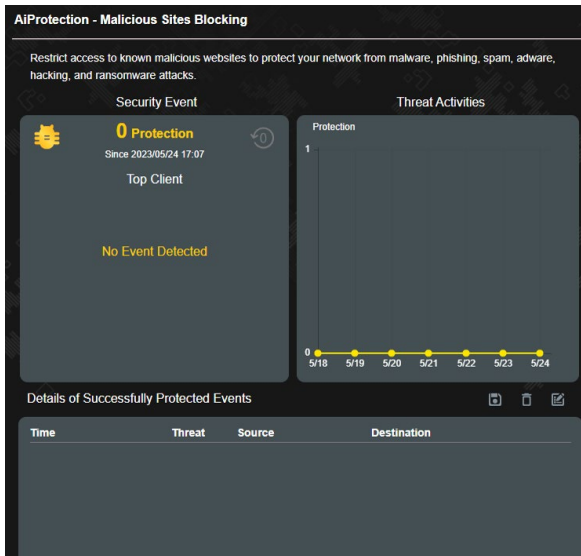 AiProtection - Malicious Sites Blocking
Restrict access to known malicious websites to protect your network from malware, phishing, spam, adware,
hacking, and ransomware attacks.
Security Event
0 Protection
0
Since 2023/05/24 17:07
Top Client
No Event Detected
Threat Activities
Protection
1
0
5/18 5/19 5/20 5/21 5/22 5/23 5/24
Details of Successfully Protected Events
Time Threat Source Destination